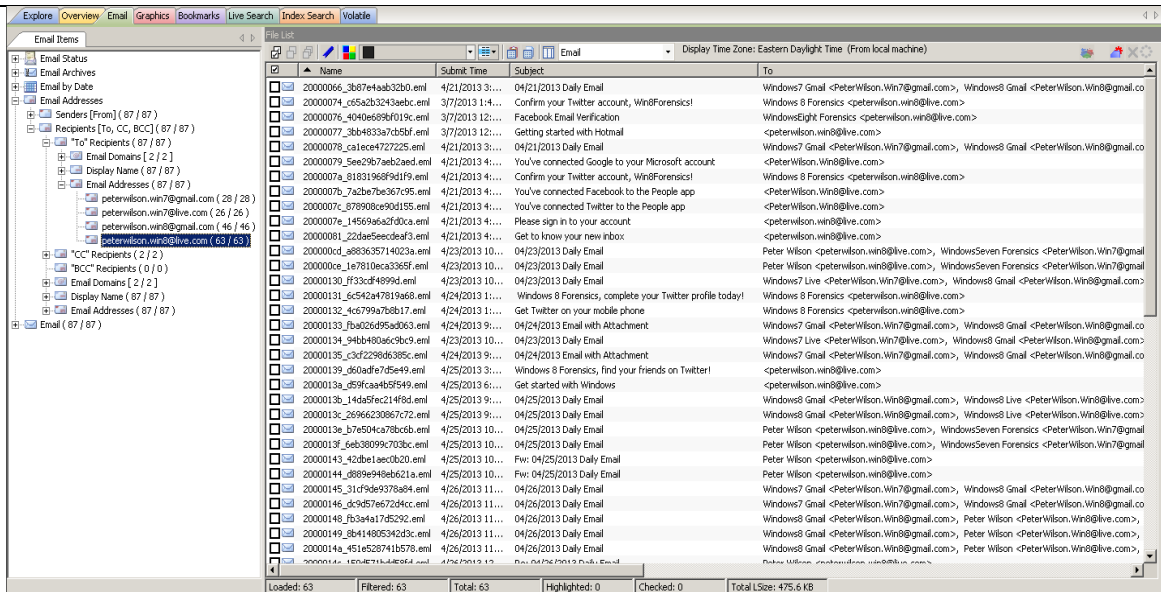 Explore Overview Email Graphics Bookmarks Live Search Index Search Volatile
Email Items
Email Status
Email Archives
Email by Date
Email Addresses
Senders [From] ( 87 / 87 )
Recipients [To, CC, BCC] ( 87 / 87 )
"To" Recipients ( 87 / 87 )
Email Domains [ 2 / 2 ]
Display Name ( 87 / 87 )
Email Addresses ( 87 / 87 )
peterwilson.win7@gmail.com ( 28 / 28 )
peterwilson.win7@live.com ( 26 / 26 )
peterwilson.win8@gmail.com ( 46 / 46 )
peterwilson.win8@live.com ( 63 / 63 )
"CC" Recipients ( 2 / 2 )
"BCC" Recipients ( 0 / 0 )
Email Domains [ 2 / 2 ]
Display Name ( 87 / 87 )
Email Addresses ( 87 / 87 )
Email ( 87 / 87 )
File List
Email Display Time Zone: Eastern Daylight Time (From local machine)
Name Submit Time Subject To
20000066_3b87e4aab32b0.eml 4/21/2013 3:... 04/21/2013 Daily Email Windows7 Gmail <PeterWilson.Win7@gmail.com>, Windows8 Gmail <PeterWilson.Win8@gmail.co
20000074_c65a2b3243aebc.eml 3/7/2013 1:4... Confirm your Twitter account, Win8Forensics! Windows 8 Forensics <peterwilson.win8@live.com>
20000076_4040e689bf019c.eml 3/7/2013 12:... Facebook Email Verification WindowsEight Forensics <peterwilson.win8@live.com>
20000077_3bb4833a7cb5bf.eml 3/7/2013 12:... Getting started with Hotmail <peterwilson.win8@live.com>
20000078_ca1ece4727225.eml 4/21/2013 3:... 04/21/2013 Daily Email Windows7 Gmail <PeterWilson.Win7@gmail.com>, Windows8 Gmail <PeterWilson.Win8@gmail.co
20000079_5ee29b7aeb2aed.eml 4/21/2013 4:... You've connected Google to your Microsoft account <PeterWilson.Win8@live.com>
2000007a_81831968f9d1f9.eml 4/21/2013 4:... Confirm your Twitter account, Win8Forensics! Windows 8 Forensics <peterwilson.win8@live.com>
2000007b_7a2be7be367c95.eml 4/21/2013 4:... You've connected Facebook to the People app <PeterWilson.Win8@live.com>
2000007c_878908ce90d155.eml 4/21/2013 4:... You've connected Twitter to the People app <PeterWilson.Win8@live.com>
2000007e_14569a6a2fd0ca.eml 4/21/2013 4:... Please sign in to your account <peterwilson.win8@live.com>
20000081_22dae5eecdeaf3.eml 4/21/2013 4:... Get to know your new inbox <peterwilson.win8@live.com>
200000cd_a8836357 14023a.eml 4/23/2013 10... 04/23/2013 Daily Email Peter Wilson <peterwilson.win8@live.com>, WindowsSeven Forensics <PeterWilson.Win7@gmail
200000ce_1e7810eca3365f.eml 4/23/2013 10... 04/23/2013 Daily Email Peter Wilson <peterwilson.win8@live.com>, WindowsSeven Forensics <PeterWilson.Win7@gmail
20000130_ff33cdf4899d.eml 4/23/2013 10... 04/23/2013 Daily Email Windows7 Live <PeterWilson.Win7@live.com>, Windows8 Gmail <PeterWilson.Win8@gmail.com>
20000131_6c542a47819a68.eml 4/24/2013 1:... Windows 8 Forensics, complete your Twitter profile today! Windows 8 Forensics <peterwilson.win8@live.com>
20000132_4c6799a7b8b17.eml 4/24/2013 1:... Get Twitter on your mobile phone Windows 8 Forensics <peterwilson.win8@live.com>
20000133_fba026d95ad063.eml 4/24/2013 9:... 04/24/2013 Email with Attachment Windows7 Gmail <PeterWilson.Win7@gmail.com>, Windows8 Gmail <PeterWilson.Win8@gmail.co
20000134_94bb480a6c9bc9.eml 4/23/2013 10... 04/23/2013 Daily Email Windows7 Live <PeterWilson.Win7@live.com>, Windows8 Gmail <PeterWilson.Win8@gmail.com>
20000135_c3cf2298d6385c.eml 4/24/2013 9:... 04/24/2013 Email with Attachment Windows7 Gmail <PeterWilson.Win7@gmail.com>, Windows8 Gmail <PeterWilson.Win8@gmail.co
20000139_d60adfe7d5e49.eml 4/25/2013 3:... Windows 8 Forensics, find your friends on Twitter! <peterwilson.win8@live.com>
2000013a_d59fcaa4b5f549.eml 4/25/2013 6:... Get started with Windows <peterwilson.win8@live.com>
2000013b_14da5fec214f8d.eml 4/25/2013 9:... 04/25/2013 Daily Email Windows8 Gmail <PeterWilson.Win8@gmail.com>, Windows8 Live <PeterWilson.Win8@live.com>
2000013c_26966230867c72.eml 4/25/2013 9:... 04/25/2013 Daily Email Windows8 Gmail <PeterWilson.Win8@gmail.com>, Windows8 Live <PeterWilson.Win8@live.com>
2000013e_b7e504ca78bc6b.eml 4/25/2013 10... 04/25/2013 Daily Email Peter Wilson <peterwilson.win8@live.com>, WindowsSeven Forensics <PeterWilson.Win7@gmail
2000013f_6eb38099c703bc.eml 4/25/2013 10... 04/25/2013 Daily Email Peter Wilson <peterwilson.win8@live.com>, WindowsSeven Forensics <PeterWilson.Win7@gmail
20000143_42dbe1aec0b20.eml 4/25/2013 10... Fw: 04/25/2013 Daily Email Peter Wilson <peterwilson.win8@live.com>
20000144_d889e948eb621a.eml 4/25/2013 10... Fw: 04/25/2013 Daily Email Peter Wilson <peterwilson.win8@live.com>
20000145_31cf9de9378a84.eml 4/26/2013 11... 04/26/2013 Daily Email Windows7 Gmail <PeterWilson.Win7@gmail.com>, Windows8 Gmail <PeterWilson.Win8@gmail.co
20000146_dc9d57e672d4cc.eml 4/26/2013 11... 04/26/2013 Daily Email Windows7 Gmail <PeterWilson.Win7@gmail.com>, Windows8 Gmail <PeterWilson.Win8@gmail.co
20000148_fb3a4a17d5292.eml 4/26/2013 11... 04/26/2013 Daily Email Windows8 Gmail <PeterWilson.Win8@gmail.com>, Peter Wilson <PeterWilson.Win8@live.com>,
20000149_8b414805342d3c.eml 4/26/2013 11... 04/26/2013 Daily Email Windows8 Gmail <PeterWilson.Win8@gmail.com>, Peter Wilson <PeterWilson.Win8@live.com>,
2000014a_451e528741b578.eml 4/26/2013 11... 04/26/2013 Daily Email Windows8 Gmail <PeterWilson.Win8@gmail.com>, Peter Wilson <PeterWilson.Win8@live.com>,
Loaded: 63 Filtered: 63 Total: 63 Highlighted: 0 Checked: 0 Total LSize: 475.6 KB